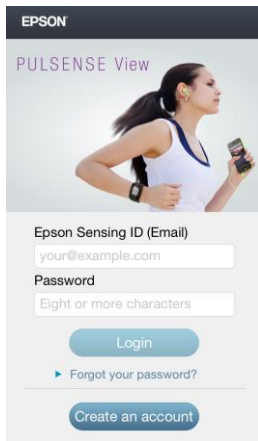 EPSON
PULSENSE View
Epson Sensing ID (Email)
your@example.com
Password
Eight or more characters
Login
Forgot your password?
Create an account